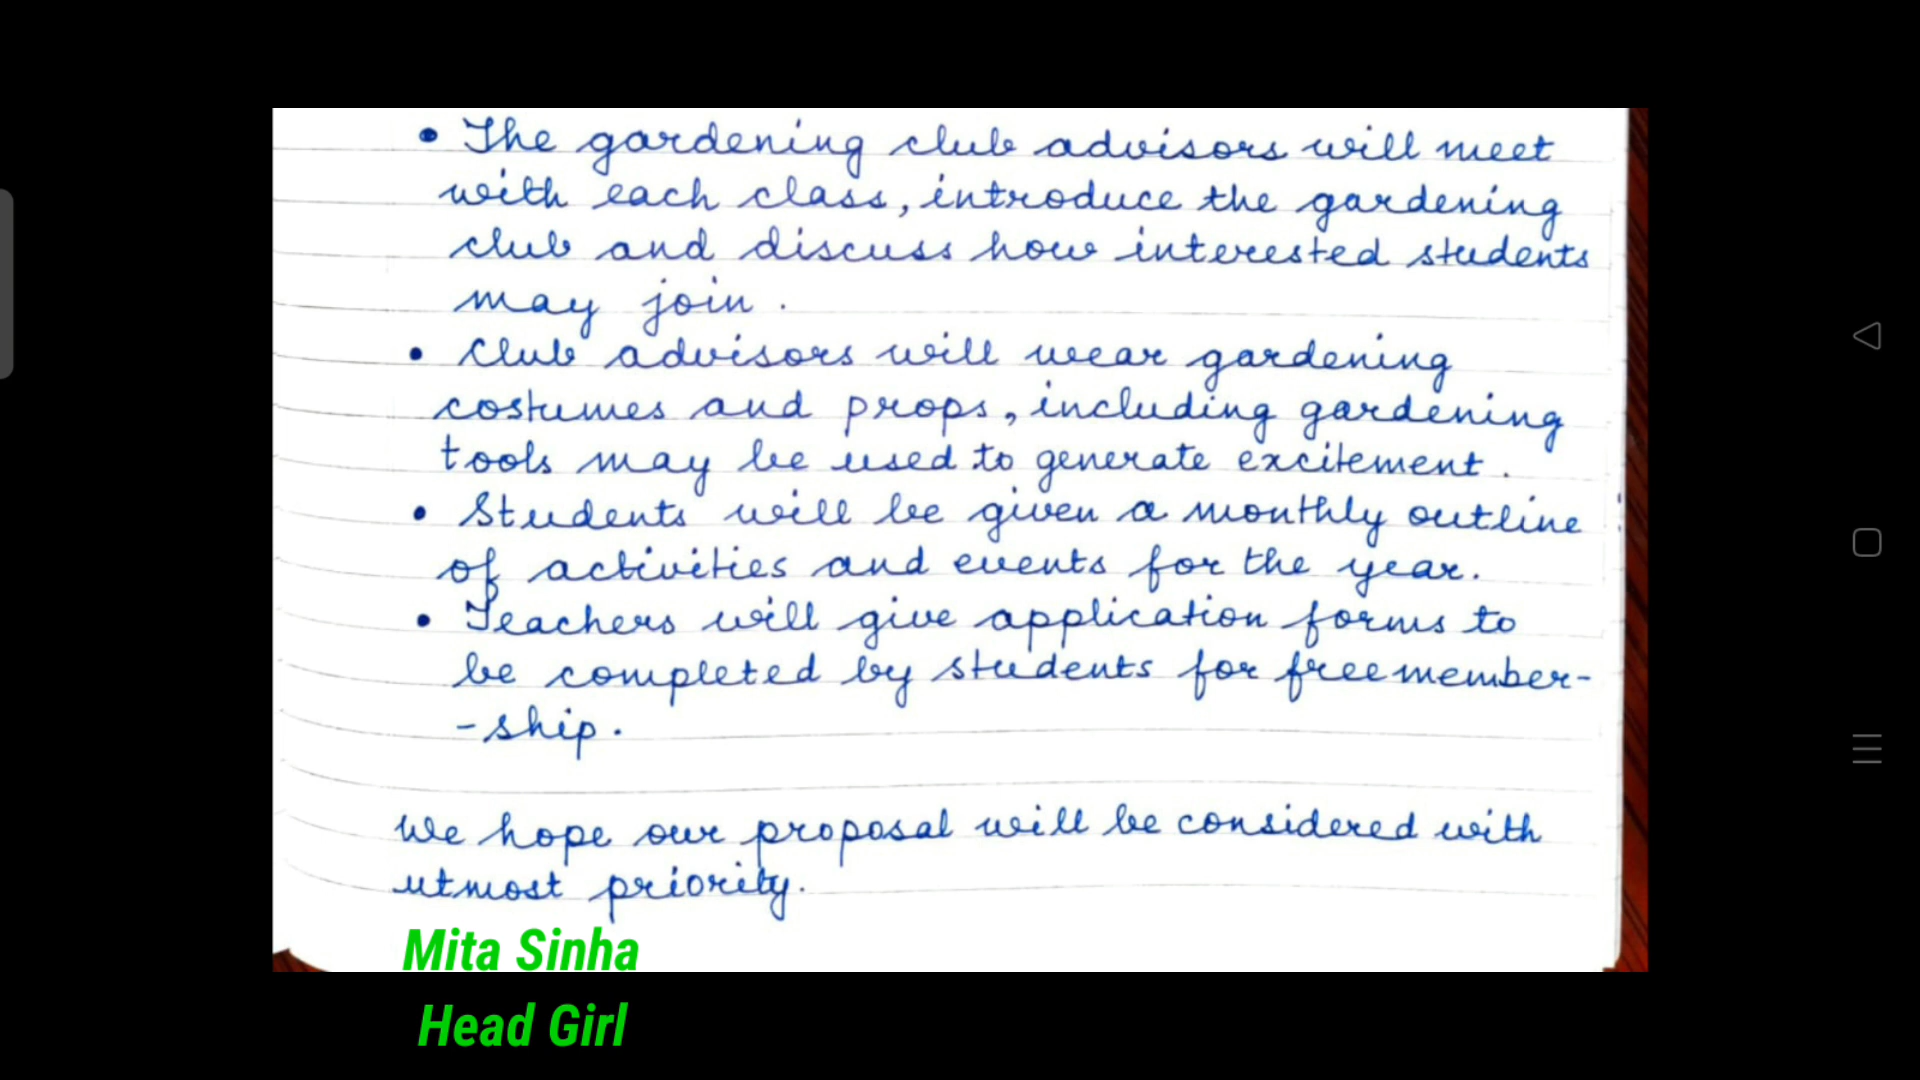 • The gardening club advisors will meet
with each class, introduce the gardening
club and discuss how interested students
may join.
• Club advisors will wear gardening
costumes and props, including gardening
tools may be used to generate excitement.
• Students will be given a monthly outline
of activities and events for the year.
• Teachers will give application forms to
be completed by students for free member-
-ship.
We hope our proposal will be considered with
utmost priority.
Mita Sinha
Head Girl